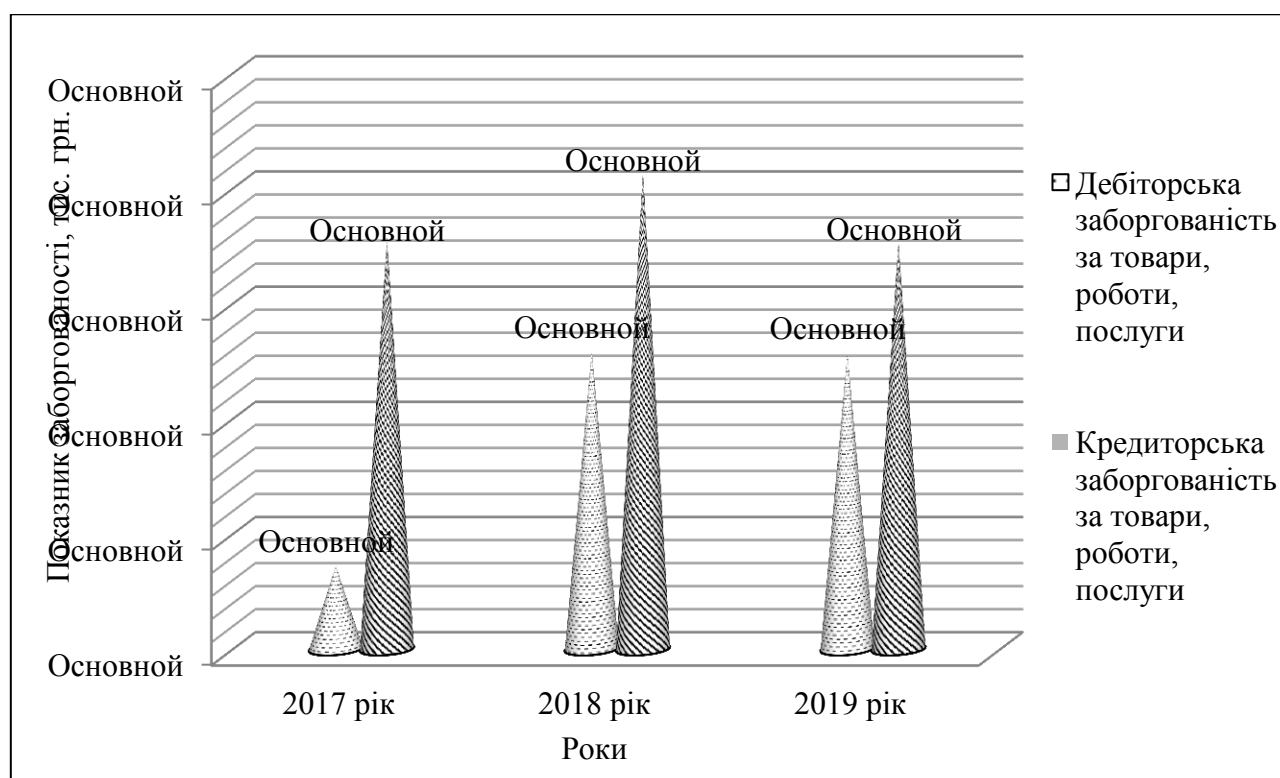 Показник заборгованості, тис. грн.
Основной
Основной
Основной
Основной
Основной
Основной
Основной
Основной
Основной
Основной
Основной
Основной
2017 рік
2018 рік
2019 рік
Роки
Дебіторська
заборгованість
за товари,
роботи,
послуги
Кредиторська
заборгованість
за товари,
роботи,
послуги